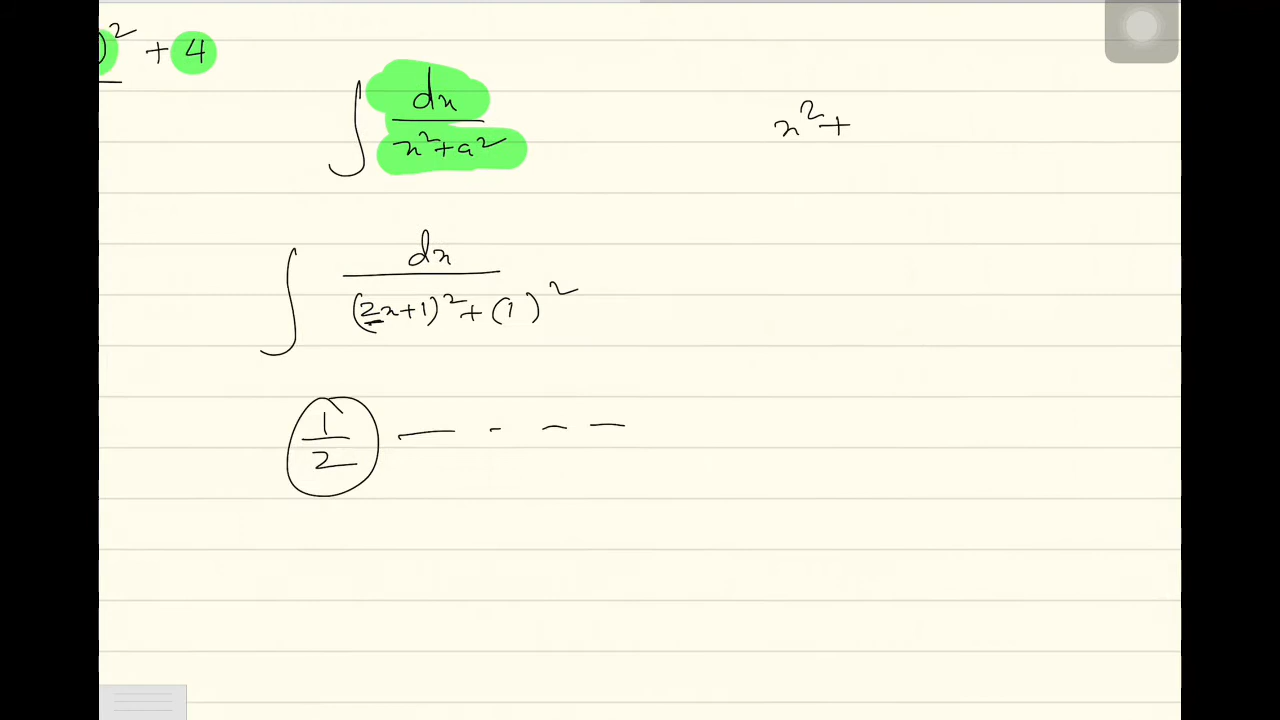 )² + 4
∫ dx / (x² + a²)
x² +
∫ dx / ((2x+1)² + (1)²)
1/2 — - - —